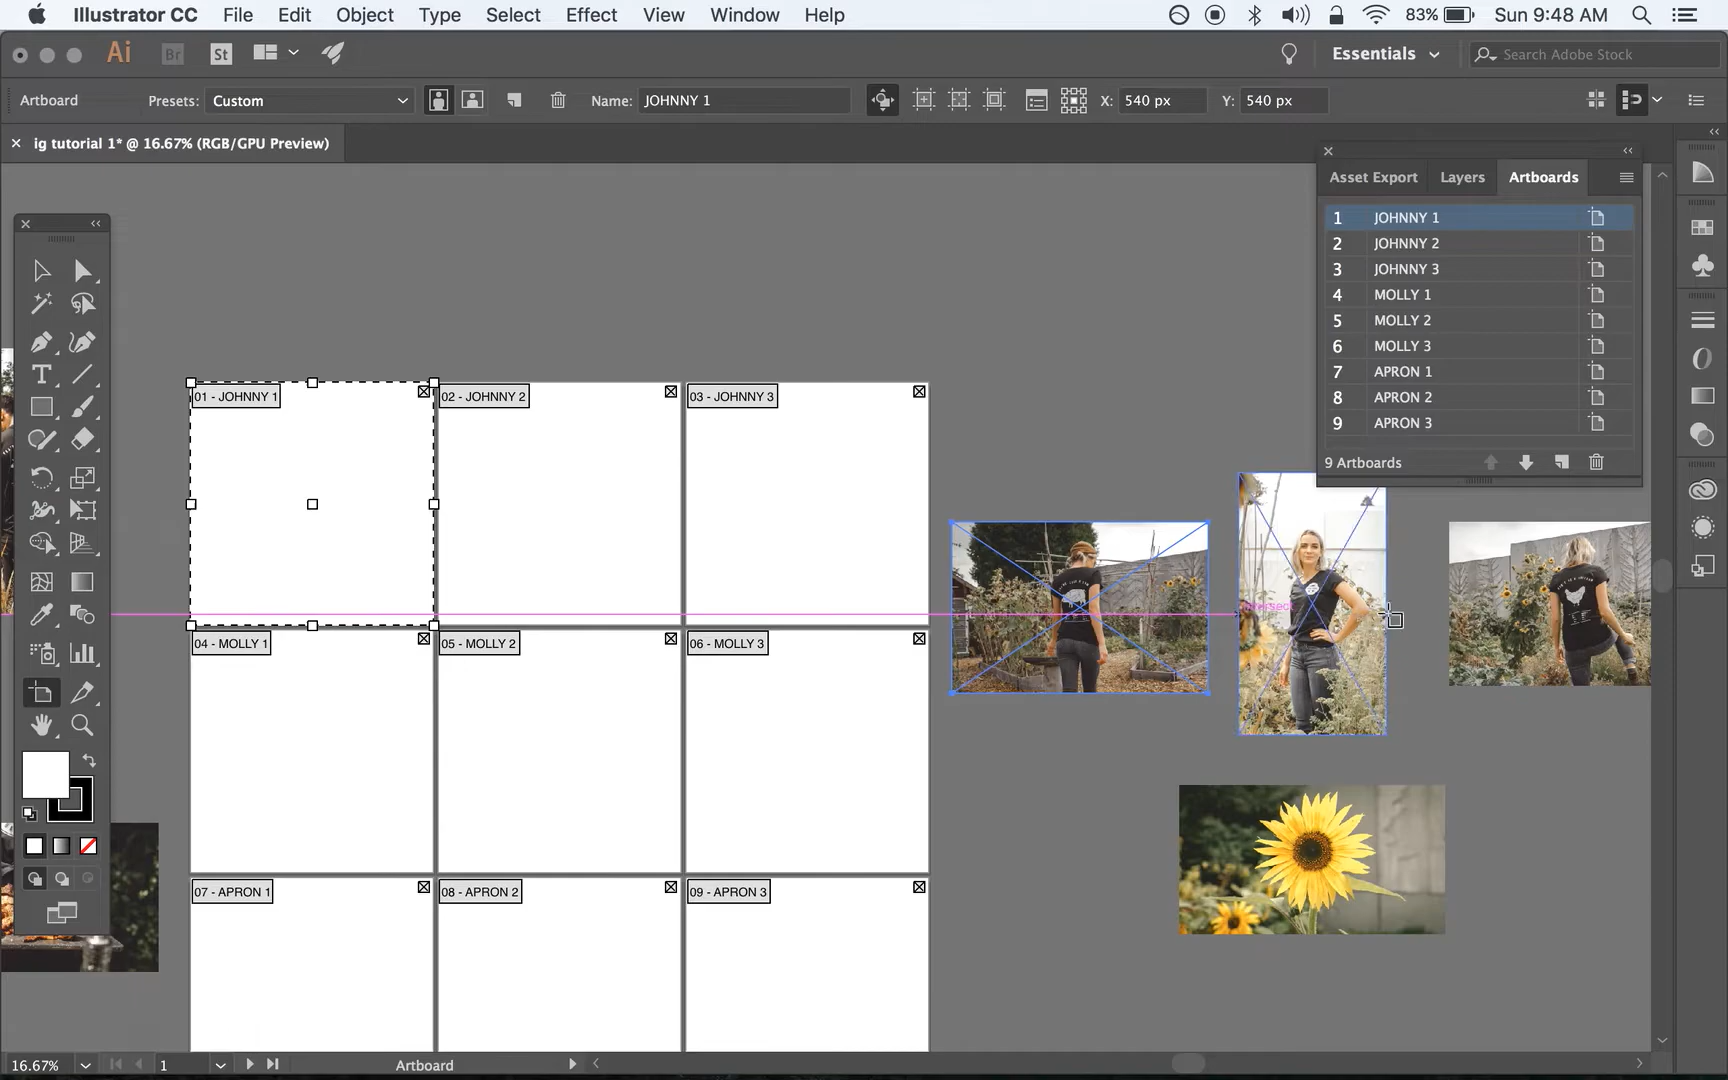 Illustrator CC File Edit Object Type Select Effect View Window Help 83% Sun 9:48 AM
Ai Br St Essentials Search Adobe Stock
Artboard Presets: Custom Name: JOHNNY 1 X: 540 px Y: 540 px
ig tutorial 1* @ 16.67% (RGB/GPU Preview)
Asset Export Layers Artboards
1 JOHNNY 1
2 JOHNNY 2
3 JOHNNY 3
4 MOLLY 1
5 MOLLY 2
6 MOLLY 3
7 APRON 1
8 APRON 2
9 APRON 3
9 Artboards
01 - JOHNNY 1 02 - JOHNNY 2 03 - JOHNNY 3
intersect
04 - MOLLY 1 05 - MOLLY 2 06 - MOLLY 3
07 - APRON 1 08 - APRON 2 09 - APRON 3
16.67% 1 Artboard